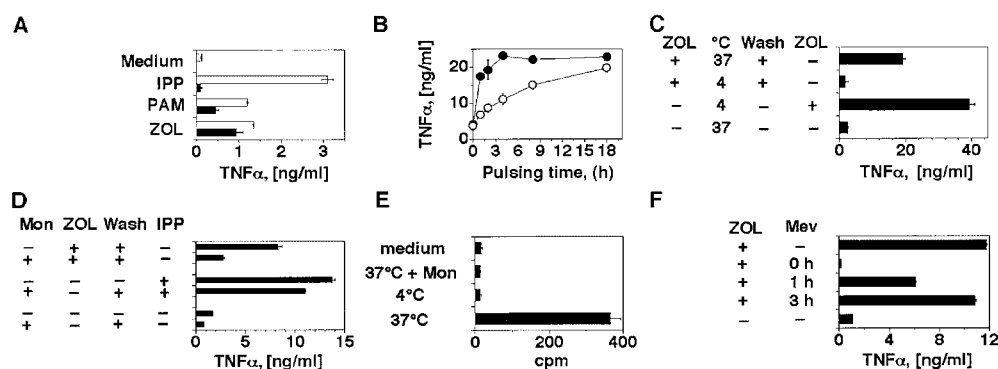 A
Medium
IPP
PAM
ZOL
0 1 2 3
TNFα, [ng/ml]
B
TNFα, [ng/ml]
20
10
0
0 3 6 9 12 15 18
Pulsing time, (h)
C
ZOL °C Wash ZOL
+ 37 + −
+ 4 + −
− 4 − +
− 37 − −
0 20 40
TNFα, [ng/ml]
D
Mon ZOL Wash IPP
− + + −
+ + + −
− − − +
+ − + +
− − − −
+ − + −
0 5 10 15
TNFα, [ng/ml]
E
medium
37°C + Mon
4°C
37°C
0 200 400
cpm
F
ZOL Mev
+ −
+ 0 h
+ 1 h
+ 3 h
− −
0 4 8 12
TNFα, [ng/ml]